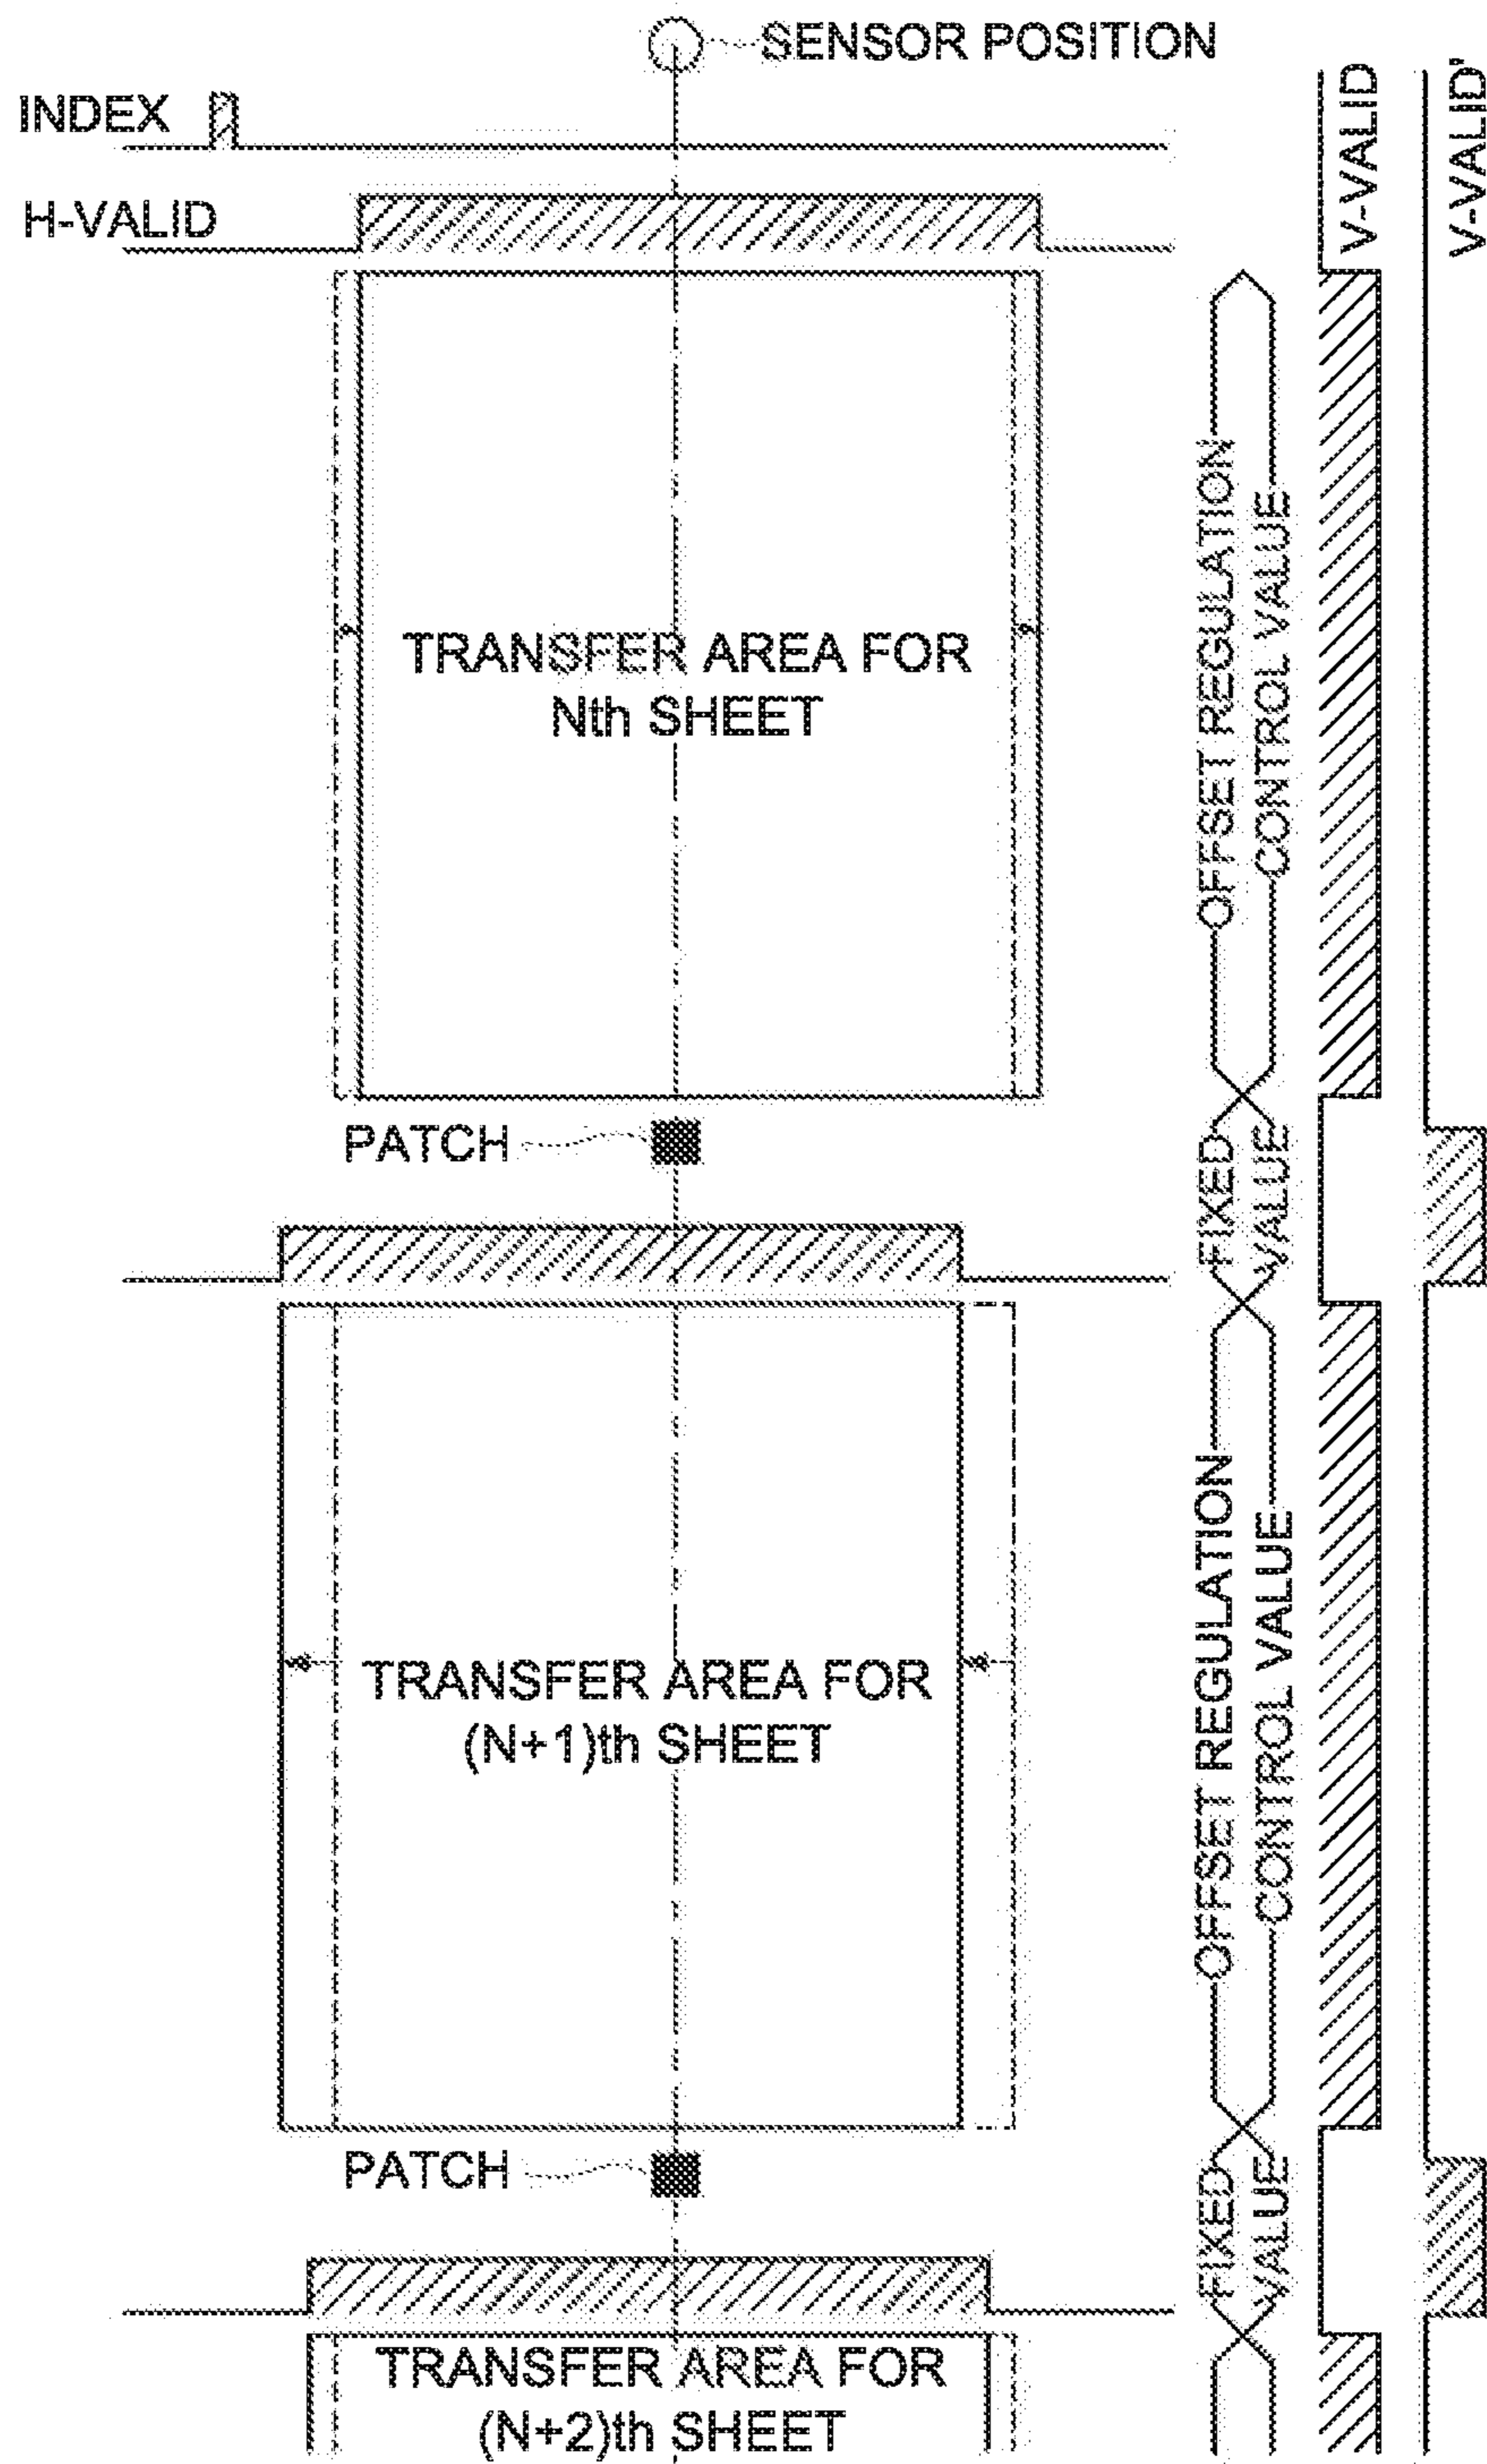 SENSOR POSITION
INDEX
H-VALID
V-VALID
V-VALID'
TRANSFER AREA FOR
Nth SHEET
OFFSET REGULATION
CONTROL VALUE
PATCH
FIXED
VALUE
TRANSFER AREA FOR
(N+1)th SHEET
OFFSET REGULATION
CONTROL VALUE
PATCH
FIXED
VALUE
TRANSFER AREA FOR
(N+2)th SHEET